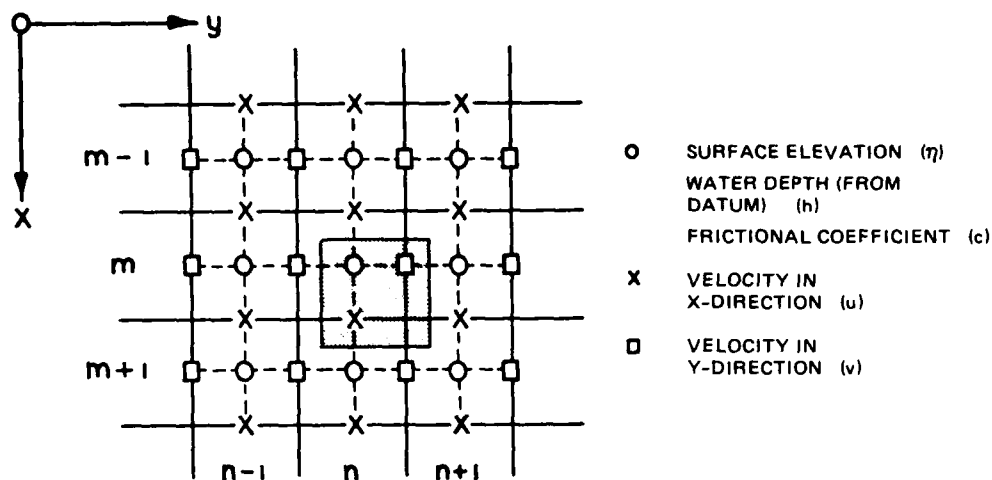 y
x
m-1
m
m+1
n-1 n n+1
O SURFACE ELEVATION (η)
WATER DEPTH (FROM
DATUM) (h)
FRICTIONAL COEFFICIENT (c)
X VELOCITY IN
X-DIRECTION (u)
□ VELOCITY IN
Y-DIRECTION (v)